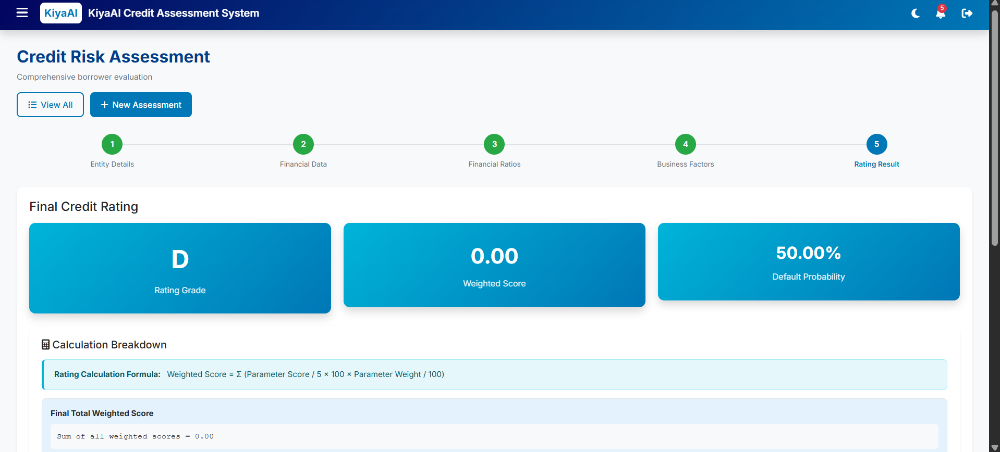 KiyaAI KiyaAI Credit Assessment System 5
Credit Risk Assessment
Comprehensive borrower evaluation
View All + New Assessment
1 2 3 4 5
Entity Details Financial Data Financial Ratios Business Factors Rating Result
Final Credit Rating
D
Rating Grade
0.00
Weighted Score
50.00%
Default Probability
Calculation Breakdown
Rating Calculation Formula: Weighted Score = Σ (Parameter Score / 5 × 100 × Parameter Weight / 100)
Final Total Weighted Score
Sum of all weighted scores = 0.00